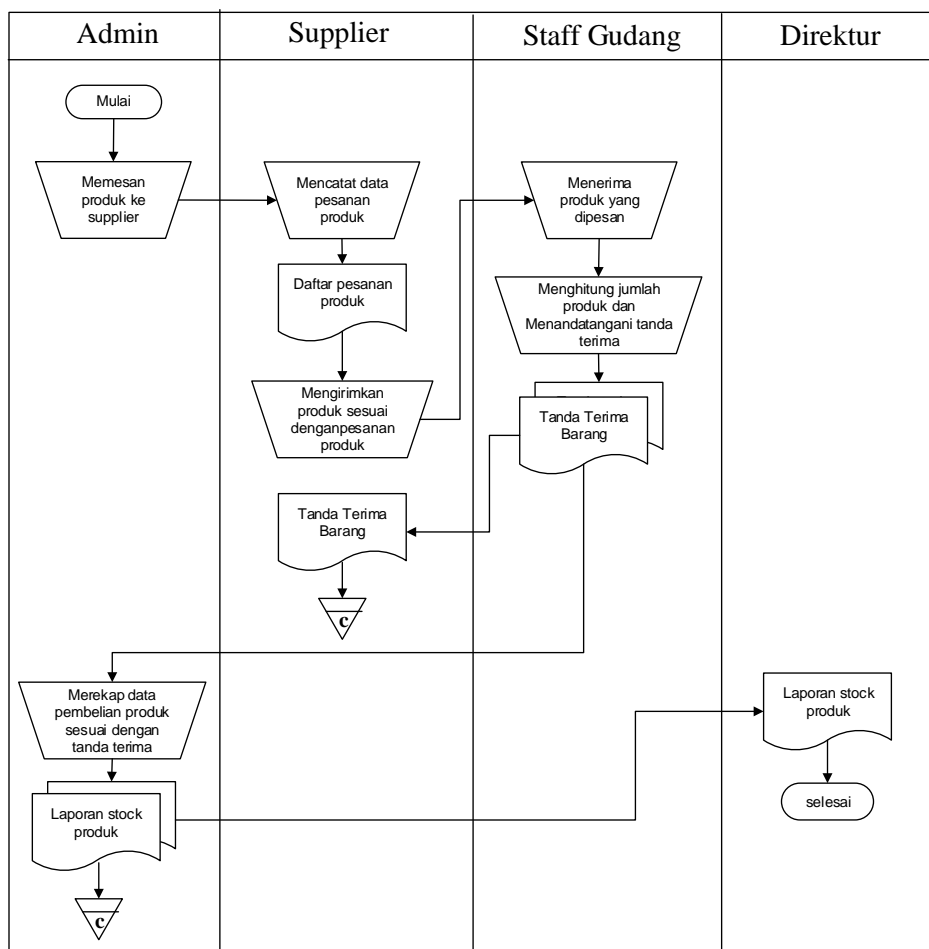 Admin
Supplier
Staff Gudang
Direktur
Mulai
Memesan
produk ke
supplier
Mencatat data
pesanan
produk
Menerima
produk yang
dipesan
Daftar pesanan
produk
Menghitung jumlah
produk dan
Menandatangani tanda
terima
Mengirimkan
produk sesuai
denganpesanan
produk
Tanda Terima
Barang
Tanda Terima
Barang
c
Merekap data
pembelian produk
sesuai dengan
tanda terima
Laporan stock
produk
Laporan stock
produk
selesai
c